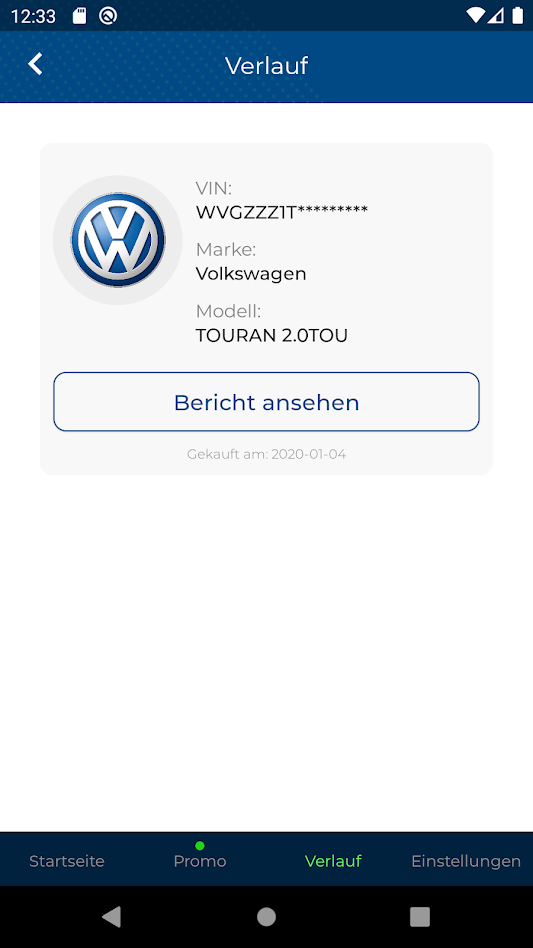 12:33
Verlauf
VIN:
WVGZZZ1T*********
Marke:
Volkswagen
Modell:
TOURAN 2.0TOU
Bericht ansehen
Gekauft am: 2020-01-04
Startseite
Promo
Verlauf
Einstellungen